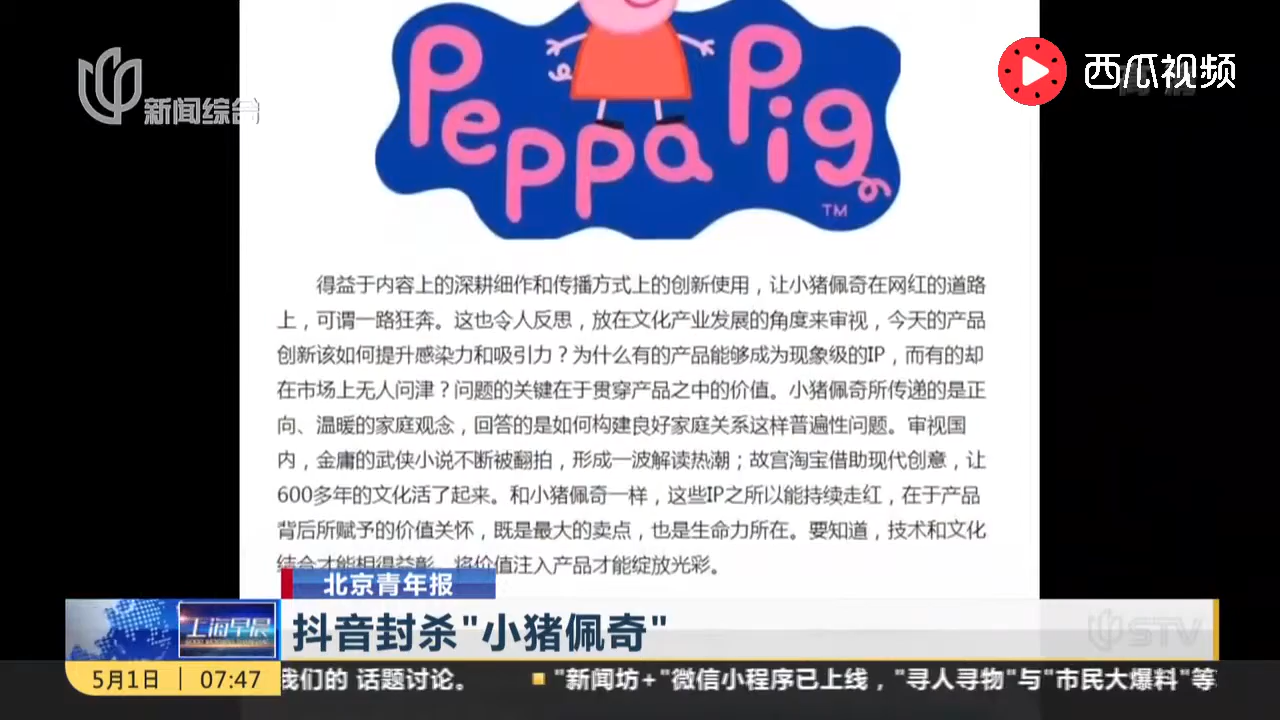 新闻综合
西瓜视频
Peppa Pig
TM
得益于内容上的深耕细作和传播方式上的创新使用，让小猪佩奇在网红的道路
上，可谓一路狂奔。这也令人反思，放在文化产业发展的角度来审视，今天的产品
创新该如何提升感染力和吸引力？为什么有的产品能够成为现象级的IP，而有的却
在市场上无人问津？问题的关键在于贯穿产品之中的价值。小猪佩奇所传递的是正
向、温暖的家庭观念，回答的是如何构建良好家庭关系这样普遍性问题。审视国
内，金庸的武侠小说不断被翻拍，形成一波解读热潮；故宫淘宝借助现代创意，让
600多年的文化活了起来。和小猪佩奇一样，这些IP之所以能持续走红，在于产品
背后所赋予的价值关怀，既是最大的卖点，也是生命力所在。要知道，技术和文化
结合才能相得益彰，将价值注入产品才能绽放光彩。
北京青年报
上海早晨
抖音封杀"小猪佩奇"
STV
5月1日 07:47
我们的 话题讨论。 "新闻坊+"微信小程序已上线，"寻人寻物"与"市民大爆料"等